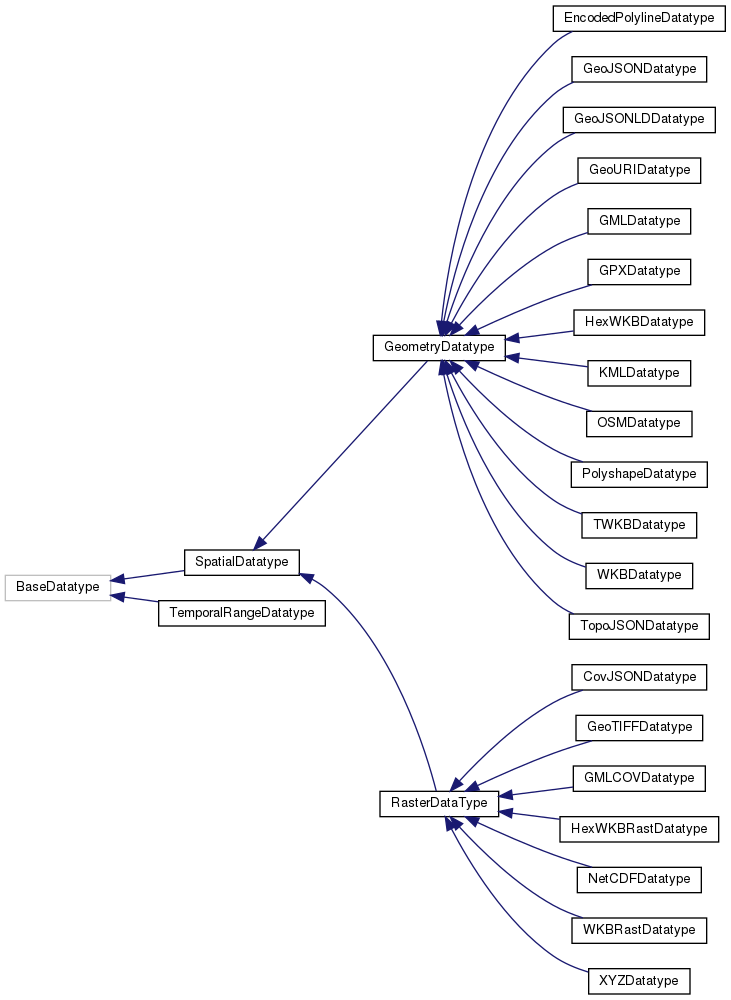 EncodedPolylineDatatype
GeoJSONDatatype
GeoJSONLDDatatype
GeoURIDatatype
GMLDatatype
GPXDatatype
HexWKBDatatype
GeometryDatatype
KMLDatatype
OSMDatatype
PolyshapeDatatype
TWKBDatatype
SpatialDatatype
WKBDatatype
BaseDatatype
TemporalRangeDatatype
TopoJSONDatatype
CovJSONDatatype
GeoTIFFDatatype
GMLCOVDatatype
RasterDataType
HexWKBRastDatatype
NetCDFDatatype
WKBRastDatatype
XYZDatatype